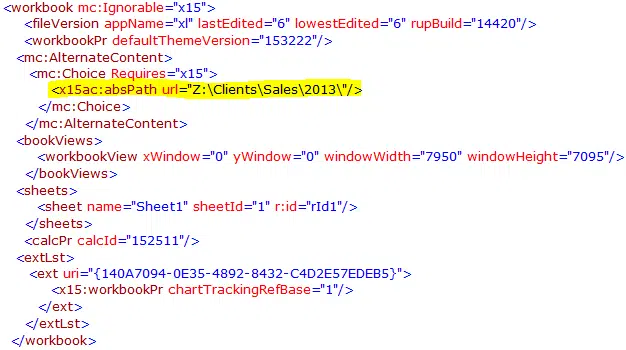 <workbook mc:Ignorable="x15">
<fileVersion appName="xl" lastEdited="6" lowestEdited="6" rupBuild="14420"/>
<workbookPr defaultThemeVersion="153222"/>
<mc:AlternateContent>
<mc:Choice Requires="x15">
<x15ac:absPath url="Z:\Clients\Sales\2013\"/>
</mc:Choice>
</mc:AlternateContent>
<bookViews>
<workbookView xWindow="0" yWindow="0" windowWidth="7950" windowHeight="7095"/>
</bookViews>
<sheets>
<sheet name="Sheet1" sheetId="1" r:id="rId1"/>
</sheets>
<calcPr calcId="152511"/>
<extLst>
<ext uri="{140A7094-0E35-4892-8432-C4D2E57EDEB5}">
<x15:workbookPr chartTrackingRefBase="1"/>
</ext>
</extLst>
</workbook>